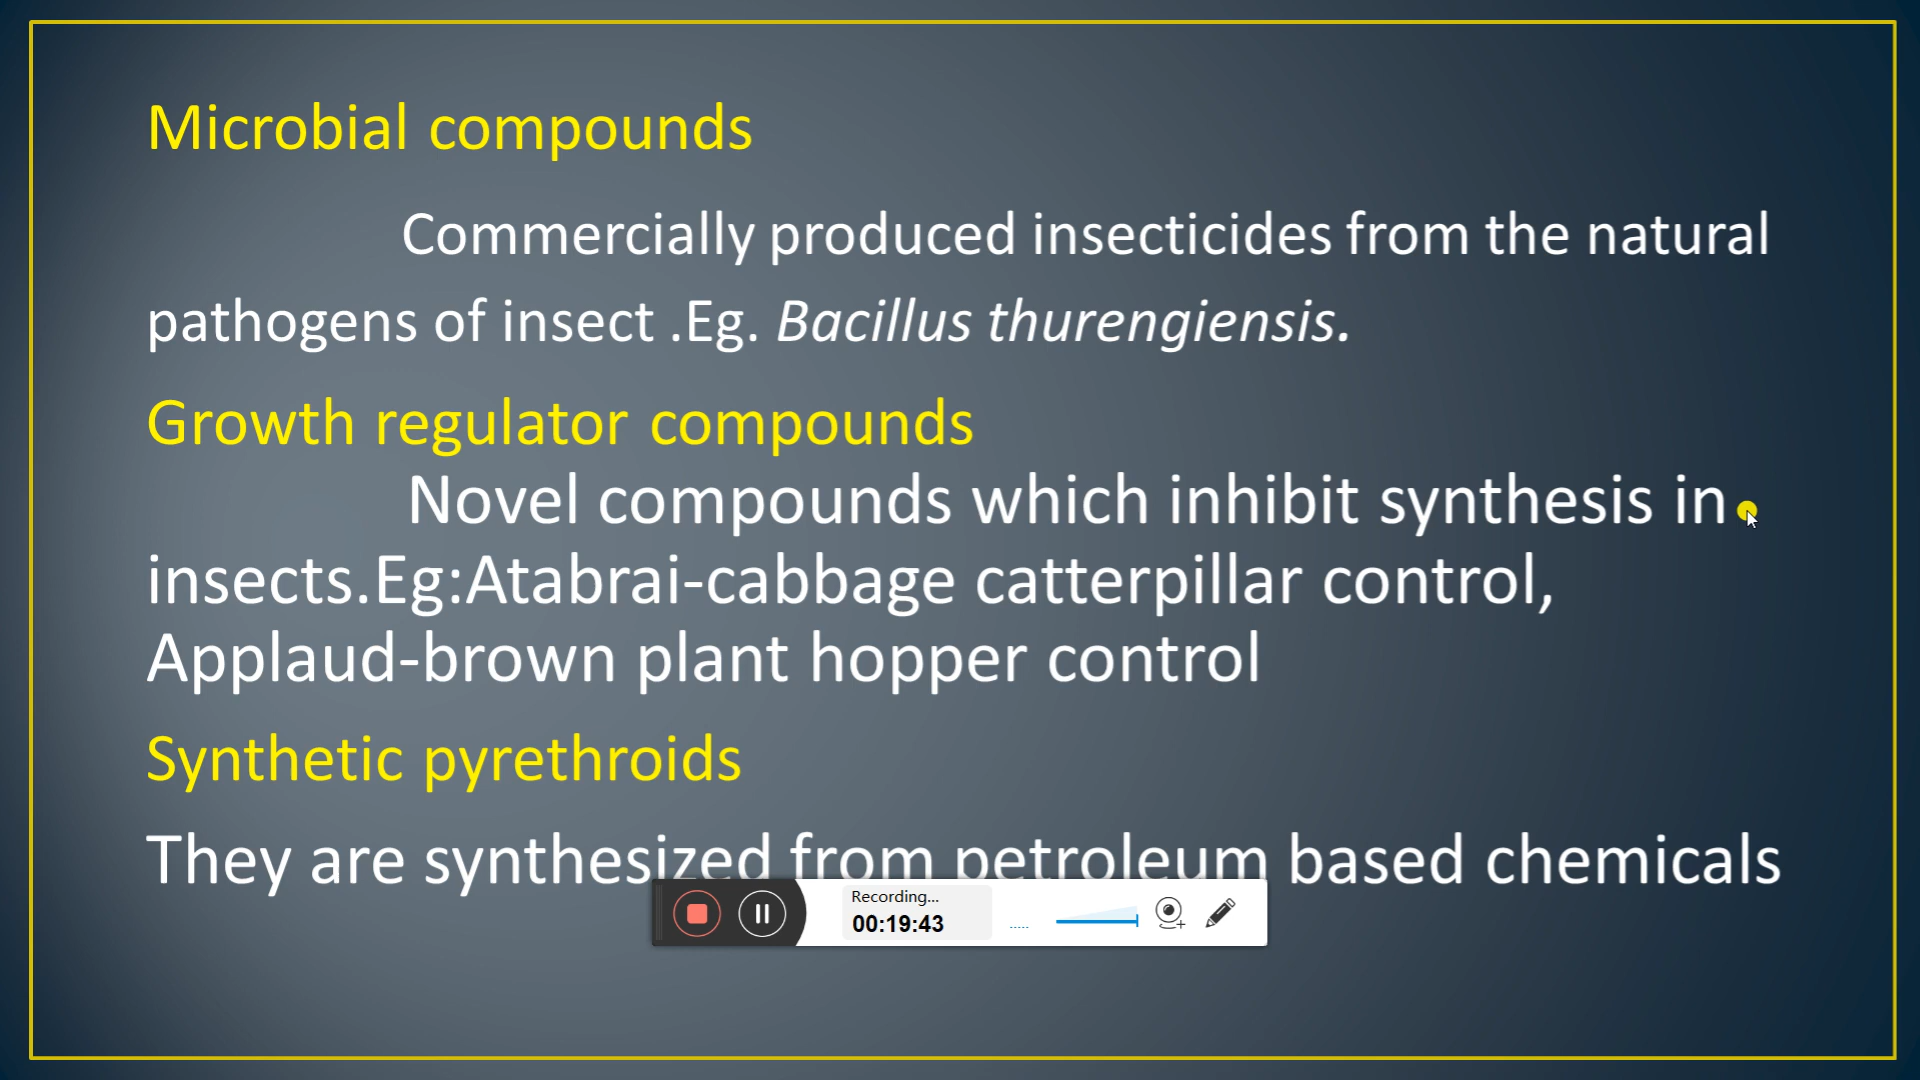 Microbial compounds
Commercially produced insecticides from the natural
pathogens of insect .Eg. Bacillus thurengiensis.
Growth regulator compounds
Novel compounds which inhibit synthesis in
insects.Eg:Atabrai-cabbage catterpillar control,
Applaud-brown plant hopper control
Synthetic pyrethroids
They are synthesized from petroleum based chemicals
Recording...
00:19:43